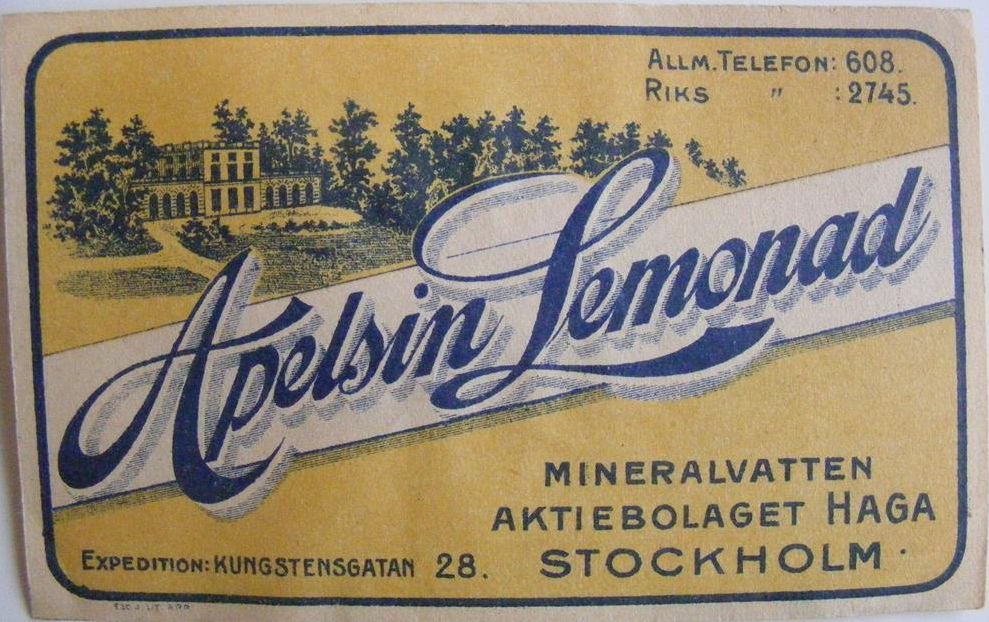 ALLM. TELEFON: 608.
RIKS " : 2745.
Apelsin Lemonad
MINERALVATTEN
AKTIEBOLAGET HAGA
EXPEDITION: KUNGSTENSGATAN 28. STOCKHOLM.